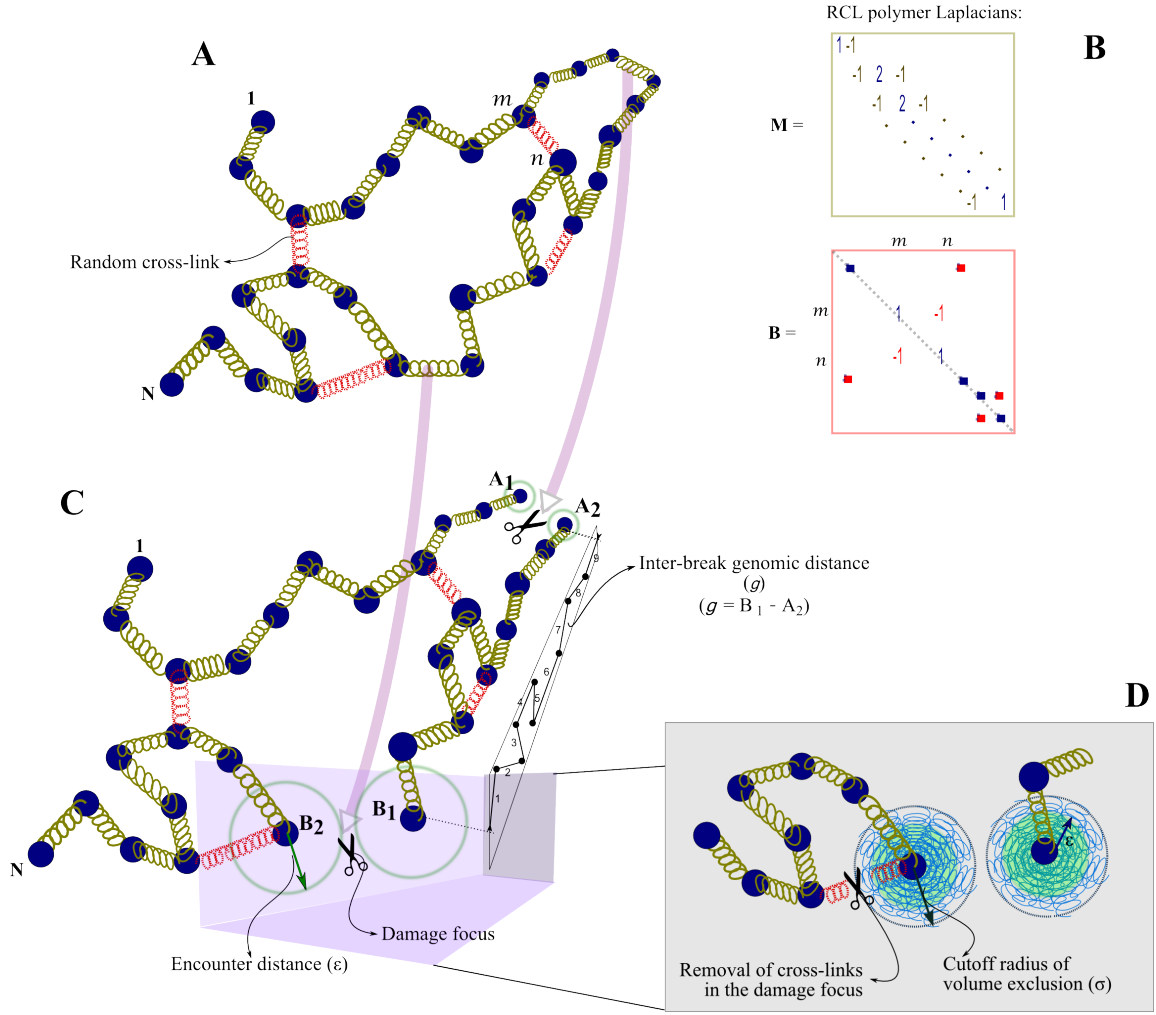 RCL polymer Laplacians:
A
B
1
m
n
M =
1 -1
-1 2 -1
-1 2 -1
-1 1
Random cross-link
N
m n
m
n
B =
1 -1
-1 1
C
A1
A2
1
Inter-break genomic distance
(g)
(g = B1 - A2)
9
8
7
6
5
4
3
2
1
B2
B1
N
Damage focus
Encounter distance (ε)
D
ε
Removal of cross-links
in the damage focus
Cutoff radius of
volume exclusion (σ)